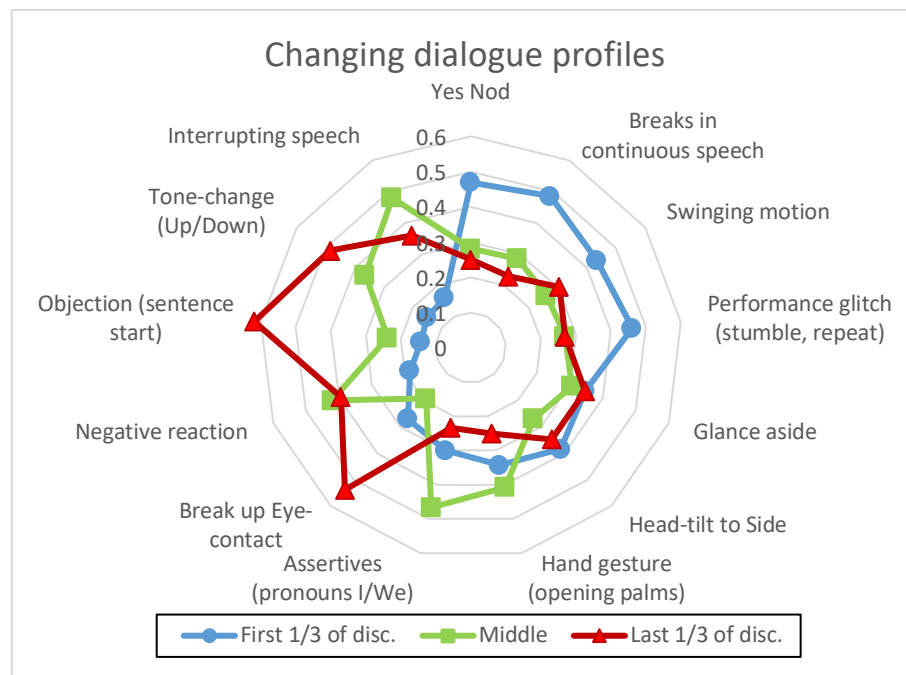 Changing dialogue profiles
Yes Nod
Breaks in
continuous speech
Swinging motion
Performance glitch
(stumble, repeat)
Glance aside
Head-tilt to Side
Hand gesture
(opening palms)
Assertives
(pronouns I/We)
Break up Eye-
contact
Negative reaction
Objection (sentence
start)
Tone-change
(Up/Down)
Interrupting speech
0.6
0.5
0.4
0.3
0.2
0.1
0
First 1/3 of disc.
Middle
Last 1/3 of disc.